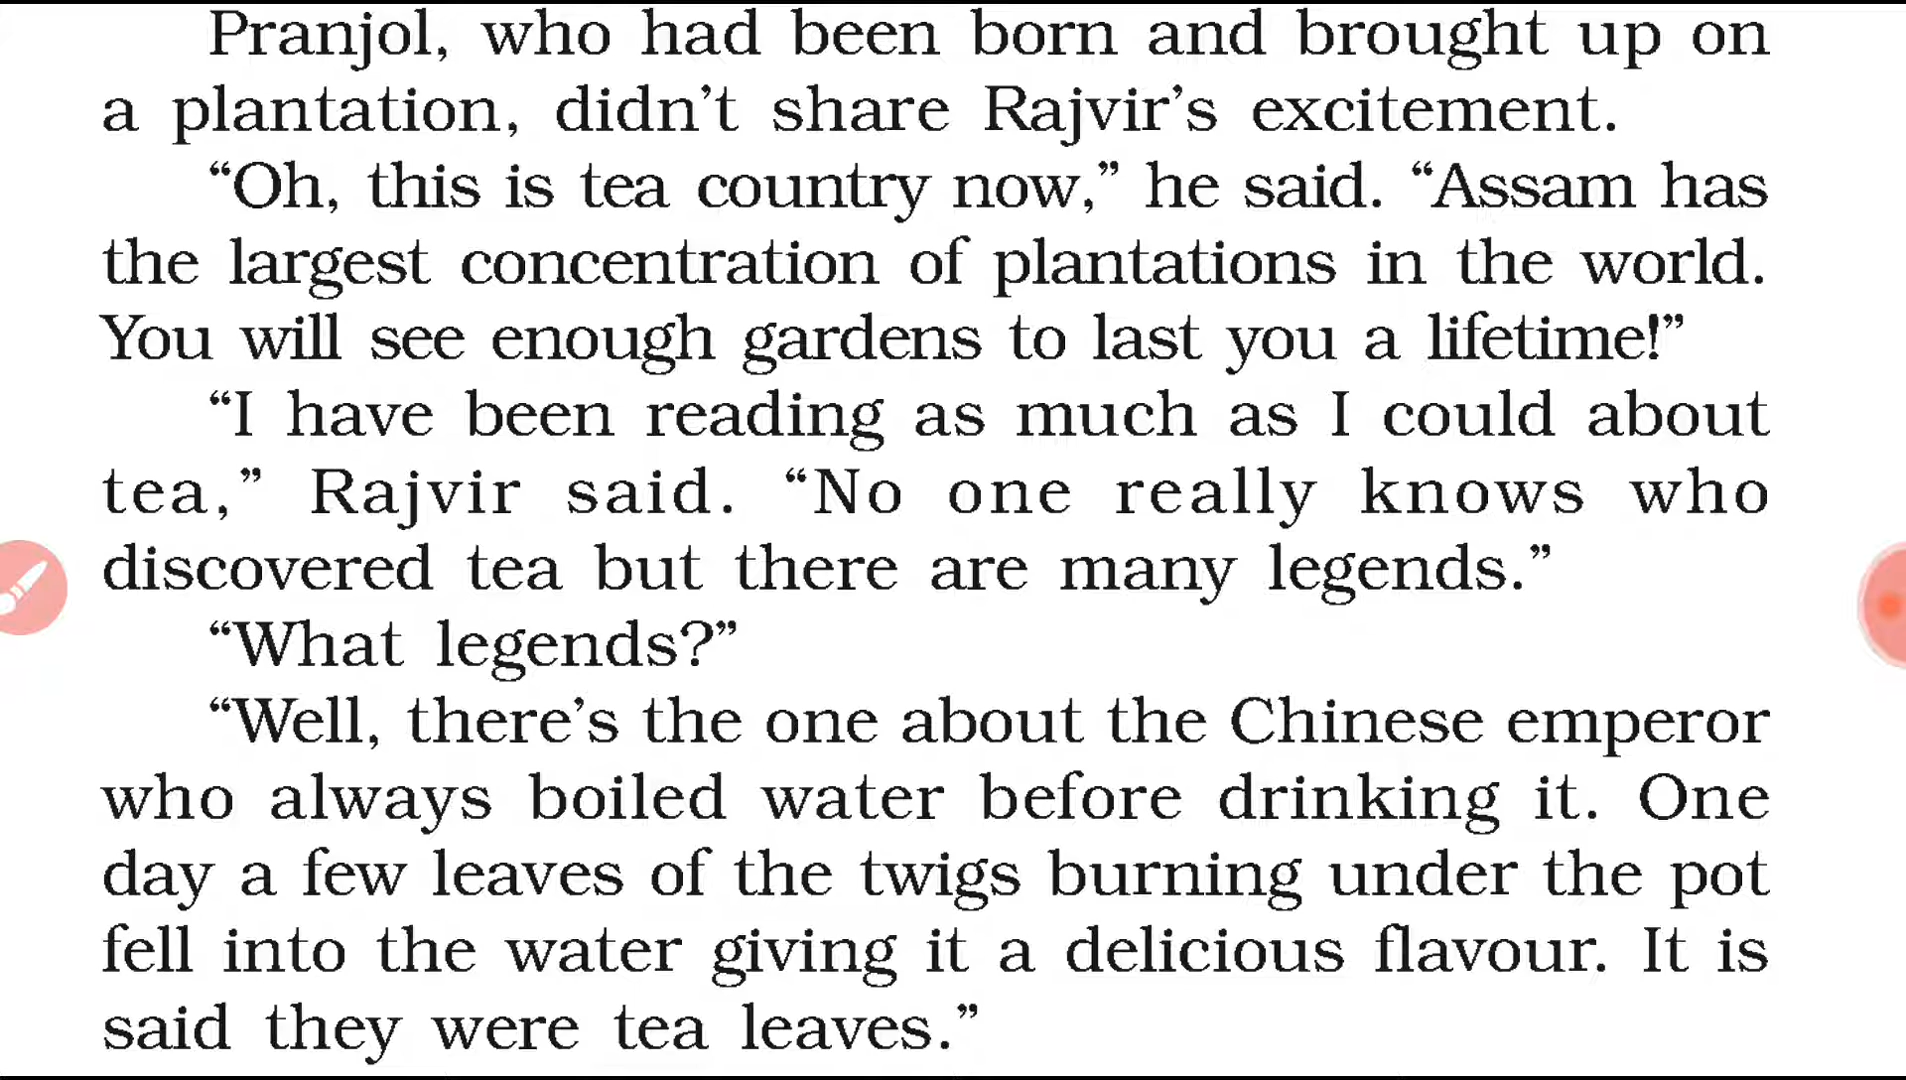 Pranjol, who had been born and brought up on
a plantation, didn’t share Rajvir’s excitement.
“Oh, this is tea country now,” he said. “Assam has
the largest concentration of plantations in the world.
You will see enough gardens to last you a lifetime!”
“I have been reading as much as I could about
tea,” Rajvir said. “No one really knows who
discovered tea but there are many legends.”
“What legends?”
“Well, there’s the one about the Chinese emperor
who always boiled water before drinking it. One
day a few leaves of the twigs burning under the pot
fell into the water giving it a delicious flavour. It is
said they were tea leaves.”